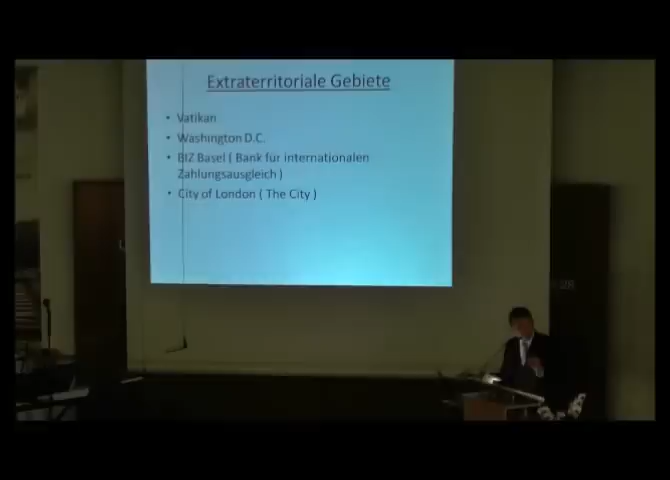 Extraterritoriale Gebiete
• Vatikan
• Washington D.C.
• BIZ Basel ( Bank für internationalen
Zahlungsausgleich )
• City of London ( The City )